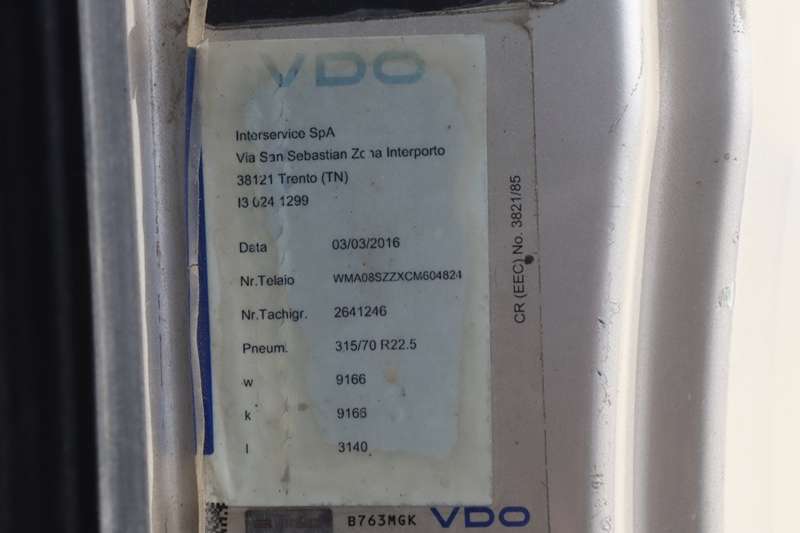 VDO
Interservice SpA
Via San Sebastian Zona Interporto
38121 Trento (TN)
I3 024 1299
Data 03/03/2016
Nr.Telaio WMA08SZZXCM604824
Nr.Tachigr. 2641246
Pneum. 315/70 R22.5
w 9166
k 9166
l 3140
CR (EEC) No. 3821/85
B763MGK VDO